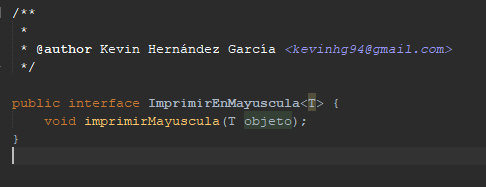 /**
*
* @author Kevin Hernández García <kevinhg94@gmail.com>
*/
public interface ImprimirEnMayuscula<T> {
void imprimirMayuscula(T objeto);
}